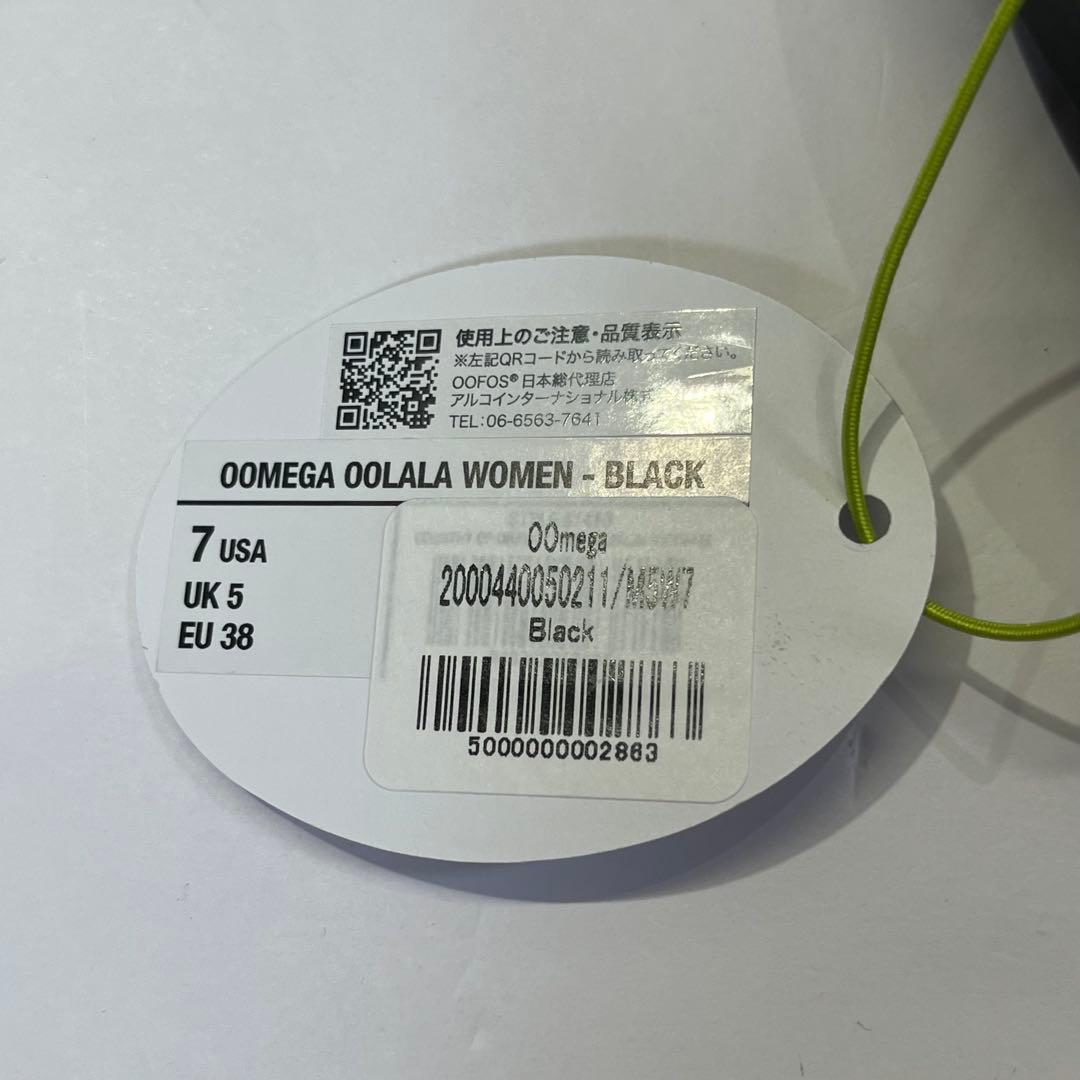 使用上のご注意・品質表示
※左記QRコードから読み取ってください。
OOFOS®日本総代理店
アルコインターナショナル株式
TEL:06-6563-7641
OOMEGA OOLALA WOMEN - BLACK
7 USA
UK 5
EU 38
OOmega
2000440050211/M5W7
Black
5000000002863